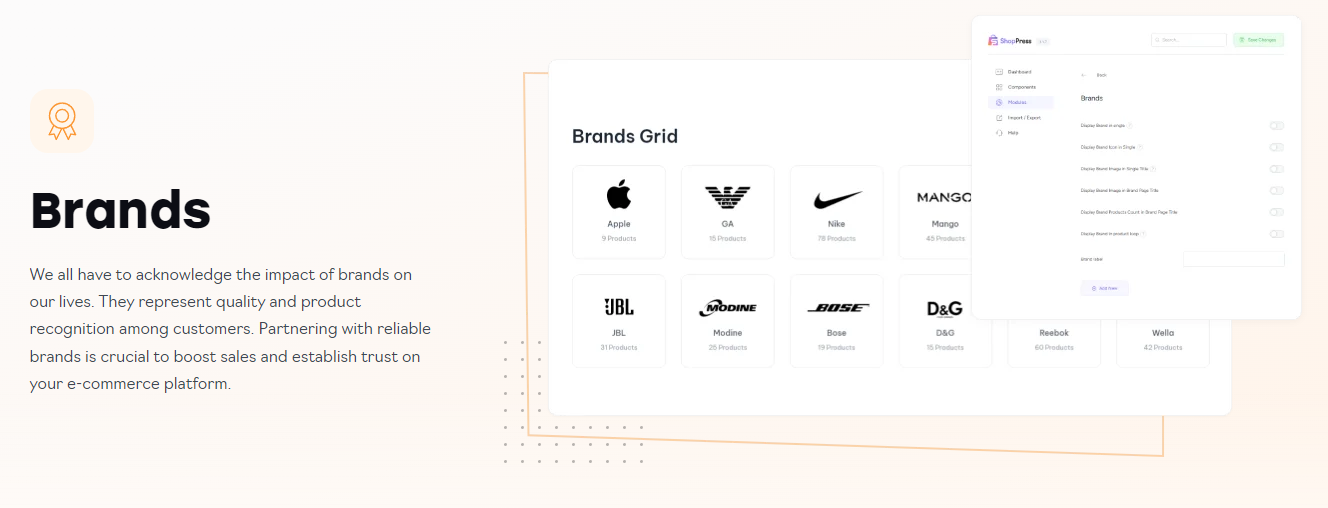 Brands
We all have to acknowledge the impact of brands on
our lives. They represent quality and product
recognition among customers. Partnering with reliable
brands is crucial to boost sales and establish trust on
your e-commerce platform.
Brands Grid
Apple
9 Products
GA
15 Products
Nike
78 Products
MANGO
Mango
45 Products
JBL
JBL
31 Products
MODINE
Modine
25 Products
BOSE
Bose
19 Products
D&G
D&G
15 Products
Reebok
60 Products
Wella
42 Products
ShopPress
Search...
Save Changes
Dashboard
Components
Modules
Import / Export
Help
Back
Brands
Display Brand in single
Display Brand Icon in Single
Display Brand Image in Single Title
Display Brand Image in Brand Page Title
Display Brand Products Count in Brand Page Title
Display Brand in product loop
Brand label
Add New